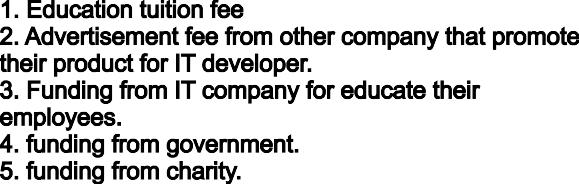 1. Education tuition fee
2. Advertisement fee from other company that promote
their product for IT developer.
3. Funding from IT company for educate their
employees.
4. funding from government.
5. funding from charity.